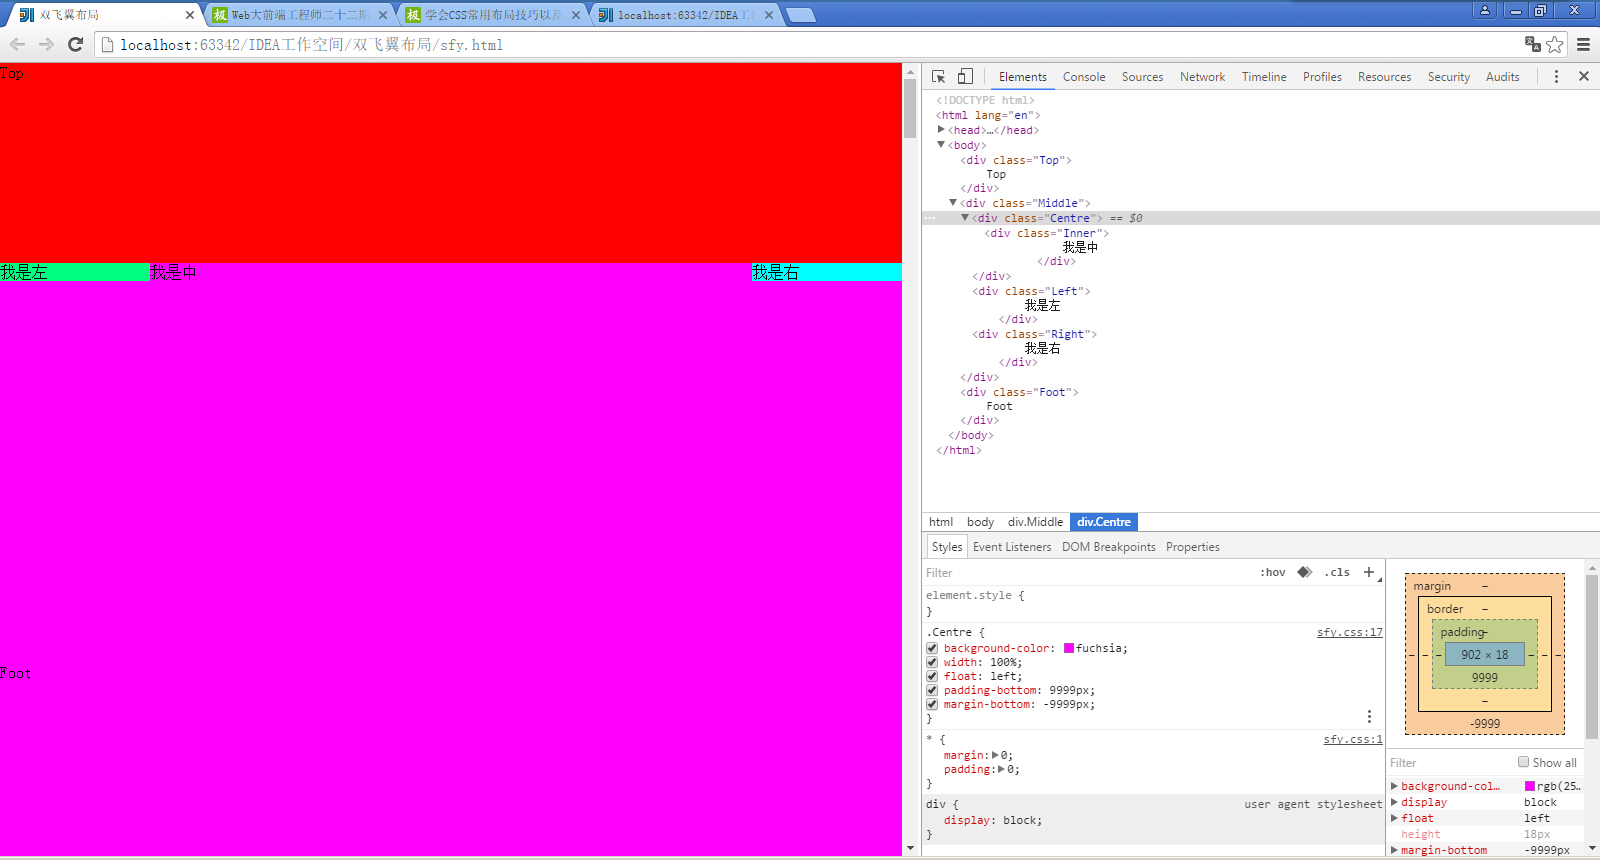 双飞翼布局
Web大前端工程师二十二期
学会CSS常用布局技巧以及
localhost:63342/IDEA工
localhost:63342/IDEA工作空间/双飞翼布局/sfy.html
Top
我是左
我是中
我是右
Foot
Elements Console Sources Network Timeline Profiles Resources Security Audits
<!DOCTYPE html>
<html lang="en">
<head>…</head>
<body>
<div class="Top">
Top
</div>
<div class="Middle">
<div class="Centre"> == $0
<div class="Inner">
我是中
</div>
</div>
<div class="Left">
我是左
</div>
<div class="Right">
我是右
</div>
</div>
<div class="Foot">
Foot
</div>
</body>
</html>
html body div.Middle div.Centre
Styles Event Listeners DOM Breakpoints Properties
Filter :hov .cls +
element.style {
}
.Centre { sfy.css:17
background-color: fuchsia;
width: 100%;
float: left;
padding-bottom: 9999px;
margin-bottom: -9999px;
}
* { sfy.css:1
margin: 0;
padding: 0;
}
div { user agent stylesheet
display: block;
}
margin –
border –
padding –
– – – 902 × 18 – – –
9999
–
-9999
Filter Show all
background-col… rgb(25…
display block
float left
height 18px
margin-bottom -9999px